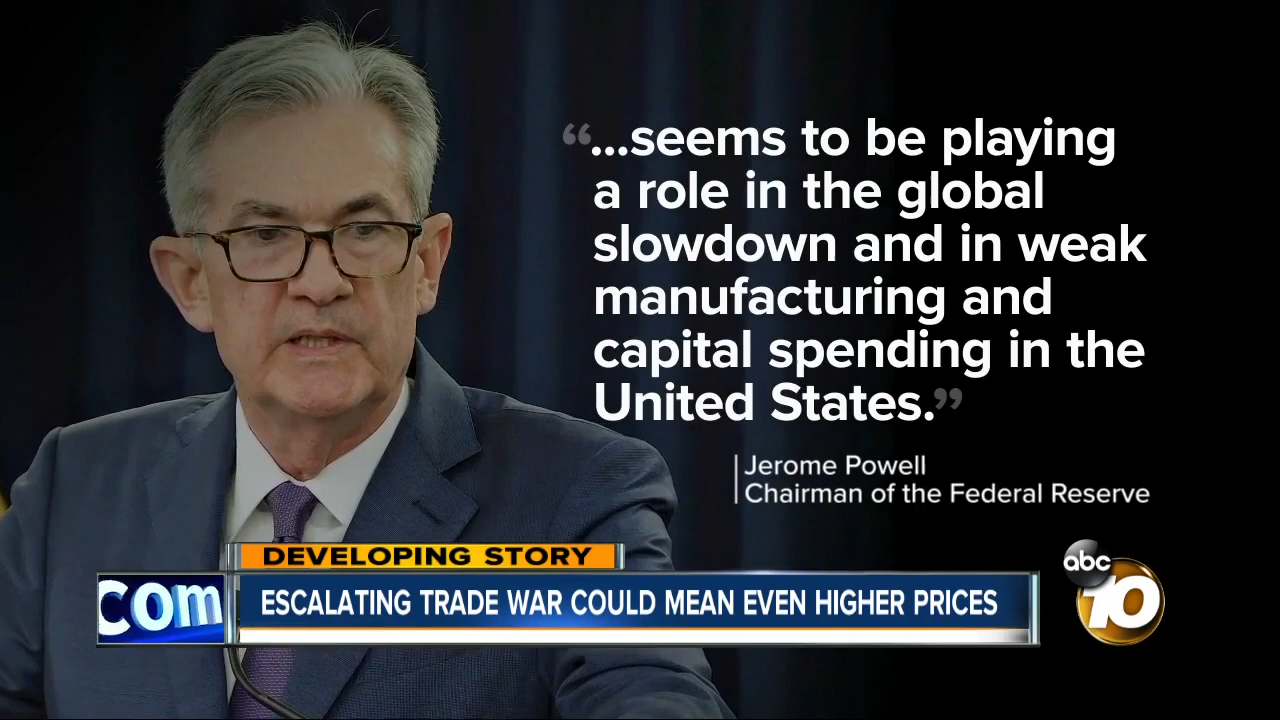 “...seems to be playing
a role in the global
slowdown and in weak
manufacturing and
capital spending in the
United States.”
Jerome Powell
Chairman of the Federal Reserve
DEVELOPING STORY
com
ESCALATING TRADE WAR COULD MEAN EVEN HIGHER PRICES
abc
10